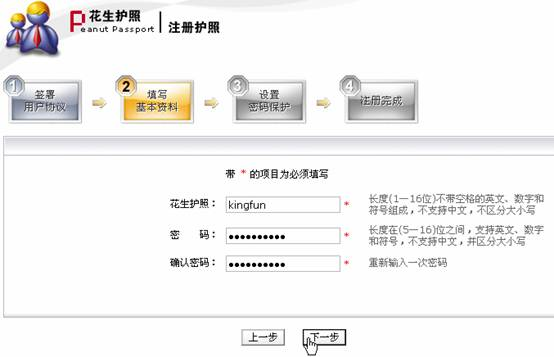 花生护照
Peanut Passport
注册护照
1 签署
用户协议
2 填写
基本资料
3 设置
密码保护
4 注册完成
带 * 的项目为必须填写
花生护照： kingfun * 长度(1—16位)不带空格的英文、数字和
符号组成，不支持中文，不区分大小写
密 码： ●●●●●●●●●● * 长度在(5—16)位之间，支持英文、数字
和符号，不支持中文，并区分大小写
确认密码： ●●●●●●●●●● * 重新输入一次密码
上一步 下一步